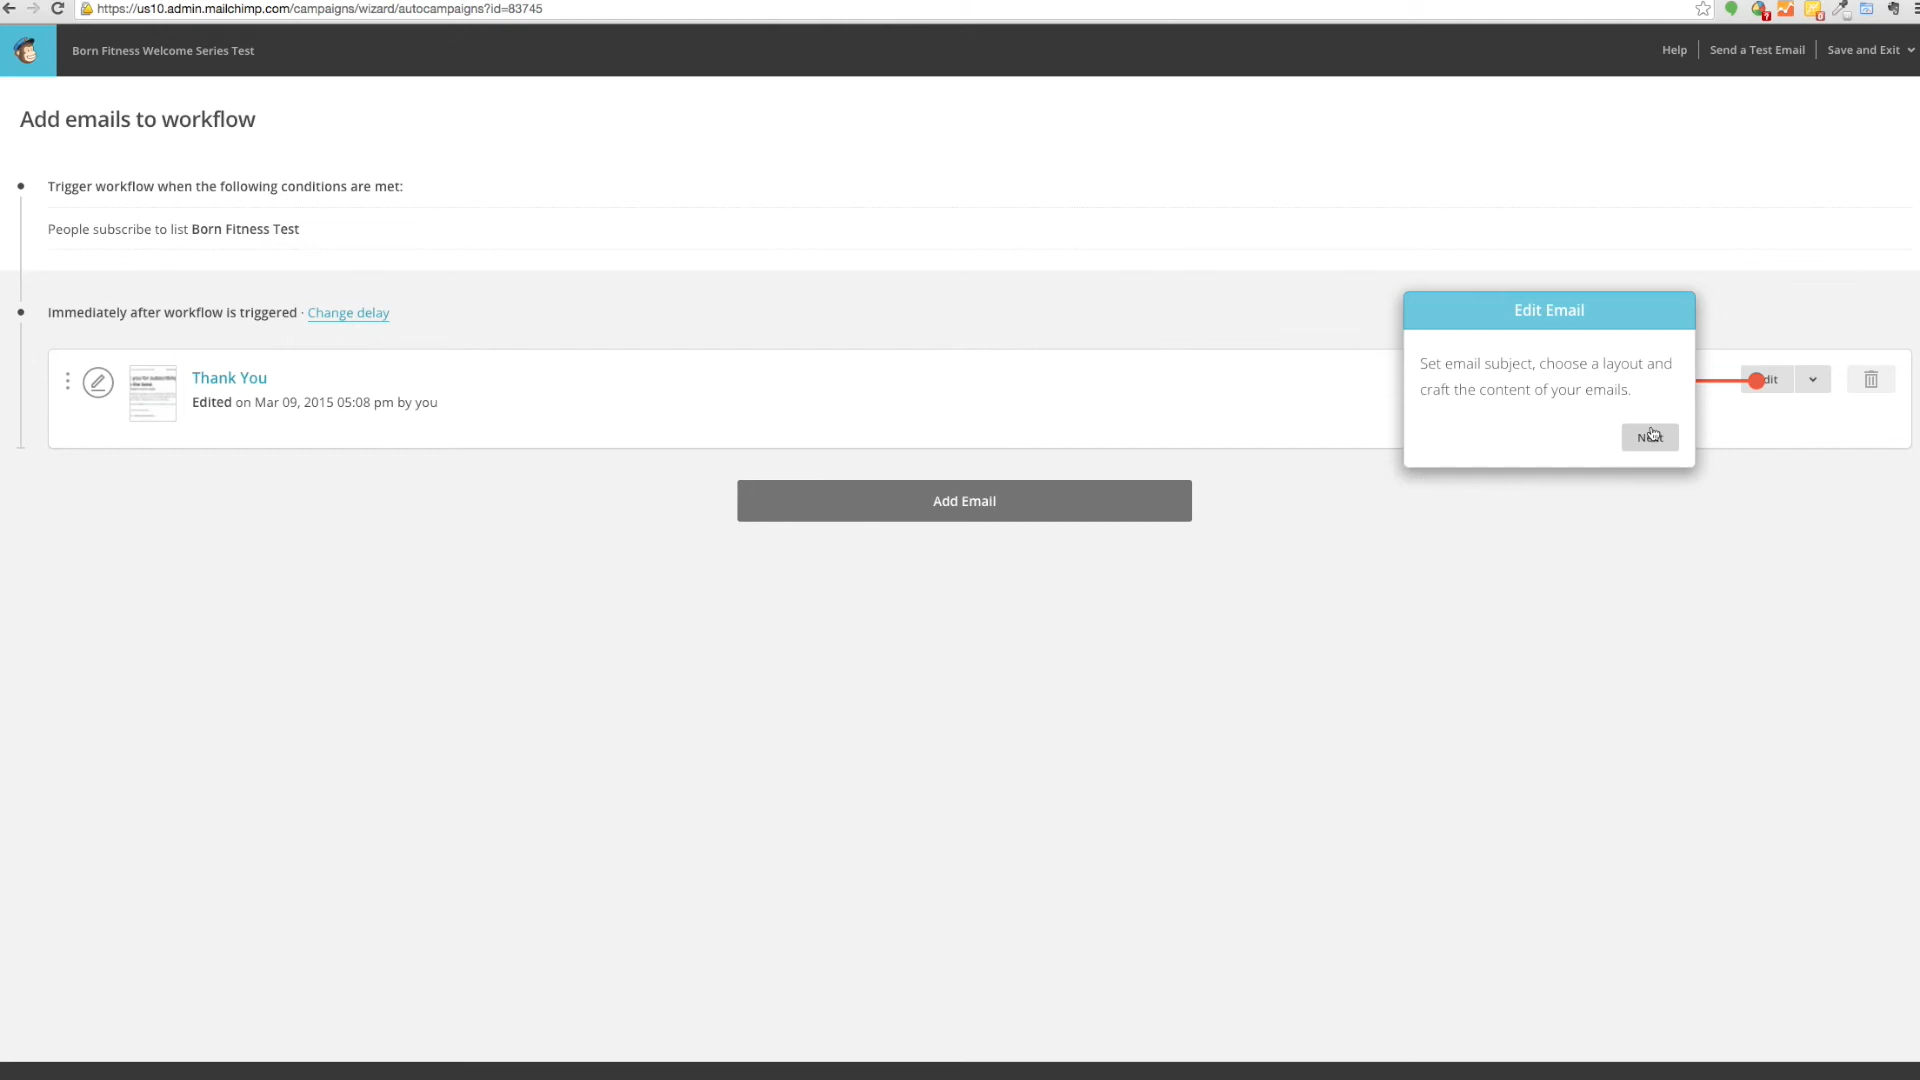 https://us10.admin.mailchimp.com/campaigns/wizard/autocampaigns?id=83745
Born Fitness Welcome Series Test
Help
Send a Test Email
Save and Exit
Add emails to workflow
Trigger workflow when the following conditions are met:
People subscribe to list Born Fitness Test
Immediately after workflow is triggered · Change delay
Edit Email
Set email subject, choose a layout and
craft the content of your emails.
Thank You
Edited on Mar 09, 2015 05:08 pm by you
Add Email